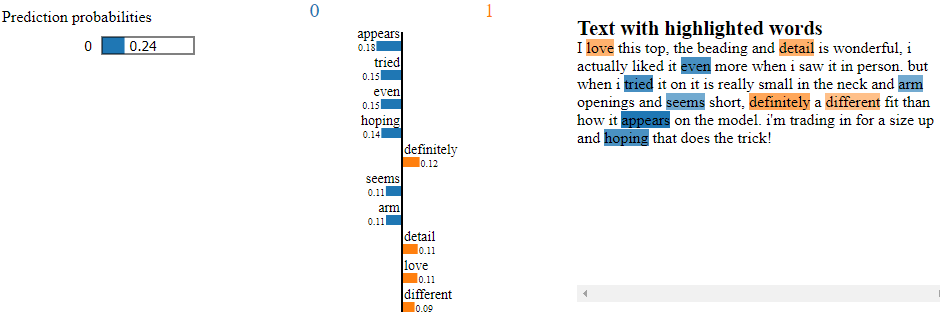 Prediction probabilities
0 0.24
0 1
appears
0.18
tried
0.15
even
0.15
hoping
0.14
definitely
0.12
seems
0.11
arm
0.11
detail
0.11
love
0.11
different
0.09
Text with highlighted words
I love this top, the beading and detail is wonderful, i
actually liked it even more when i saw it in person. but
when i tried it on it is really small in the neck and arm
openings and seems short, definitely a different fit than
how it appears on the model. i'm trading in for a size up
and hoping that does the trick!